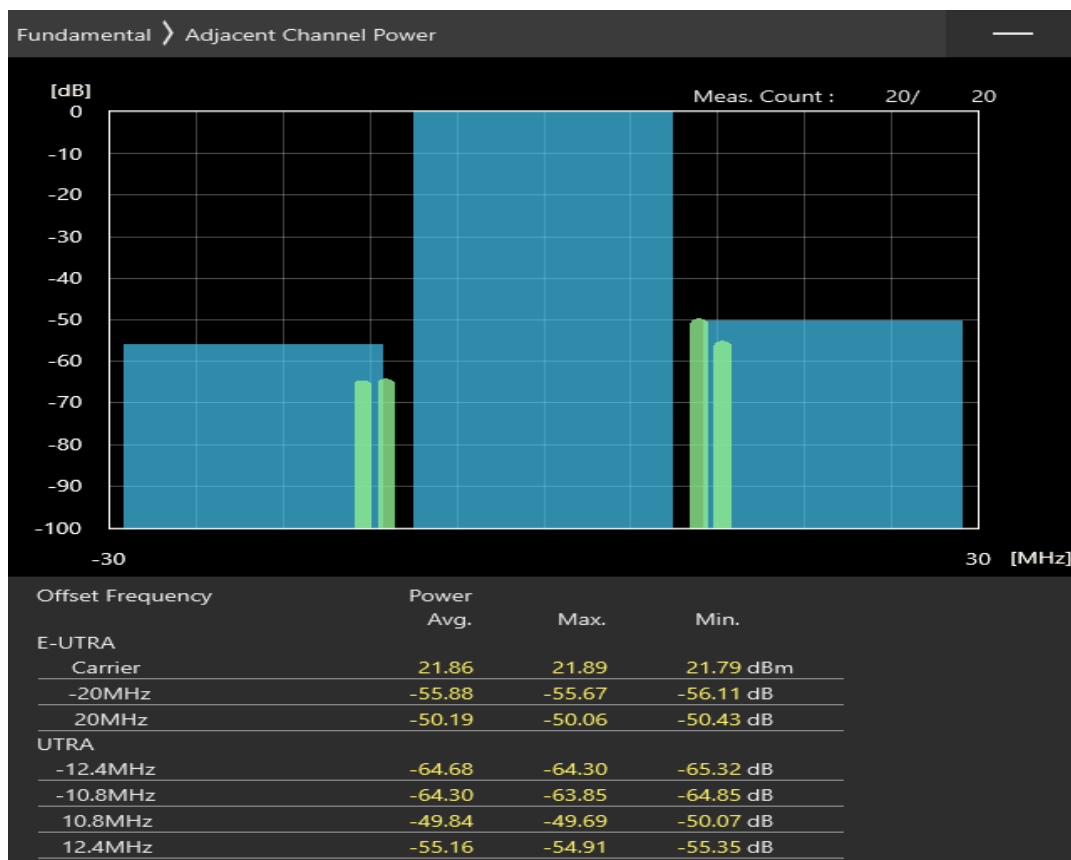 Fundamental ❯ Adjacent Channel Power
[dB]
Meas. Count : 20/ 20
0
-10
-20
-30
-40
-50
-60
-70
-80
-90
-100
-30 30 [MHz]
Offset Frequency Power
Avg. Max. Min.
E-UTRA
Carrier 21.86 21.89 21.79 dBm
-20MHz -55.88 -55.67 -56.11 dB
20MHz -50.19 -50.06 -50.43 dB
UTRA
-12.4MHz -64.68 -64.30 -65.32 dB
-10.8MHz -64.30 -63.85 -64.85 dB
10.8MHz -49.84 -49.69 -50.07 dB
12.4MHz -55.16 -54.91 -55.35 dB